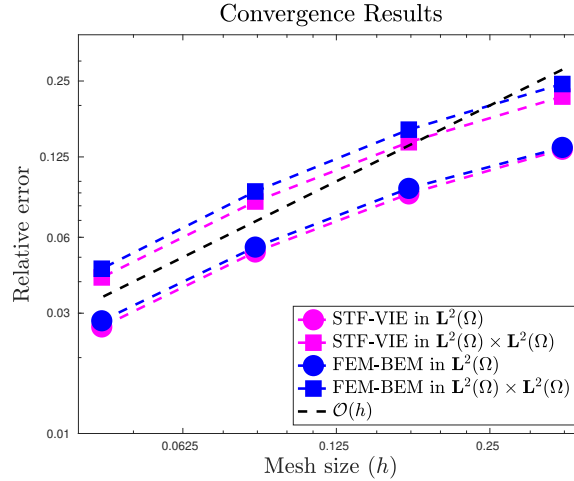 Convergence Results
Relative error
0.25
0.125
0.06
0.03
0.01
STF-VIE in L²(Ω)
STF-VIE in L²(Ω) × L²(Ω)
FEM-BEM in L²(Ω)
FEM-BEM in L²(Ω) × L²(Ω)
𝒪(h)
0.0625
0.125
0.25
Mesh size (h)